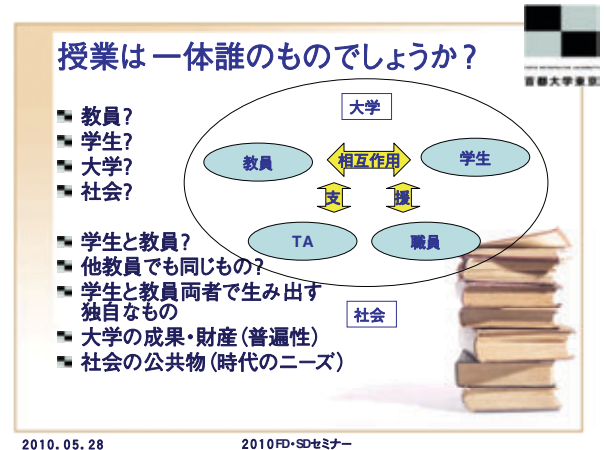 授業は一体誰のものでしょうか?
首都大学東京
教員?
学生?
大学?
社会?
学生と教員?
他教員でも同じもの?
学生と教員両者で生み出す
独自なもの
大学の成果・財産(普遍性)
社会の公共物(時代のニーズ)
大学
教員
相互作用
学生
支
援
TA
職員
社会
2010.05.28
2010FD・SDセミナー